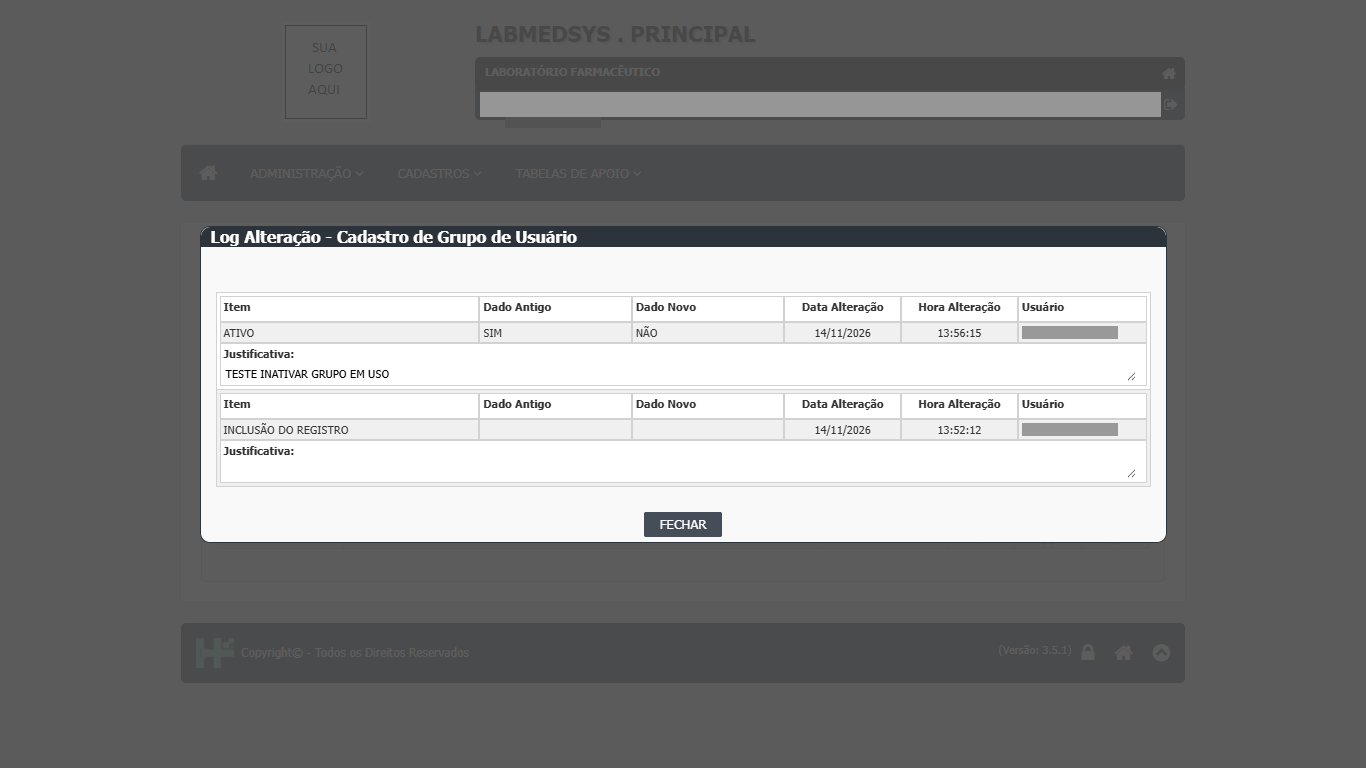 SUA
LOGO
AQUI
LABMEDSYS . PRINCIPAL
LABORATÓRIO FARMACÊUTICO
ADMINISTRAÇÃO CADASTROS TABELAS DE APOIO
Log Alteração - Cadastro de Grupo de Usuário
Item Dado Antigo Dado Novo Data Alteração Hora Alteração Usuário
ATIVO SIM NÃO 14/11/2026 13:56:15
Justificativa:
TESTE INATIVAR GRUPO EM USO
Item Dado Antigo Dado Novo Data Alteração Hora Alteração Usuário
INCLUSÃO DO REGISTRO 14/11/2026 13:52:12
Justificativa:
FECHAR
Copyright© - Todos os Direitos Reservados (Versão: 3.5.1)